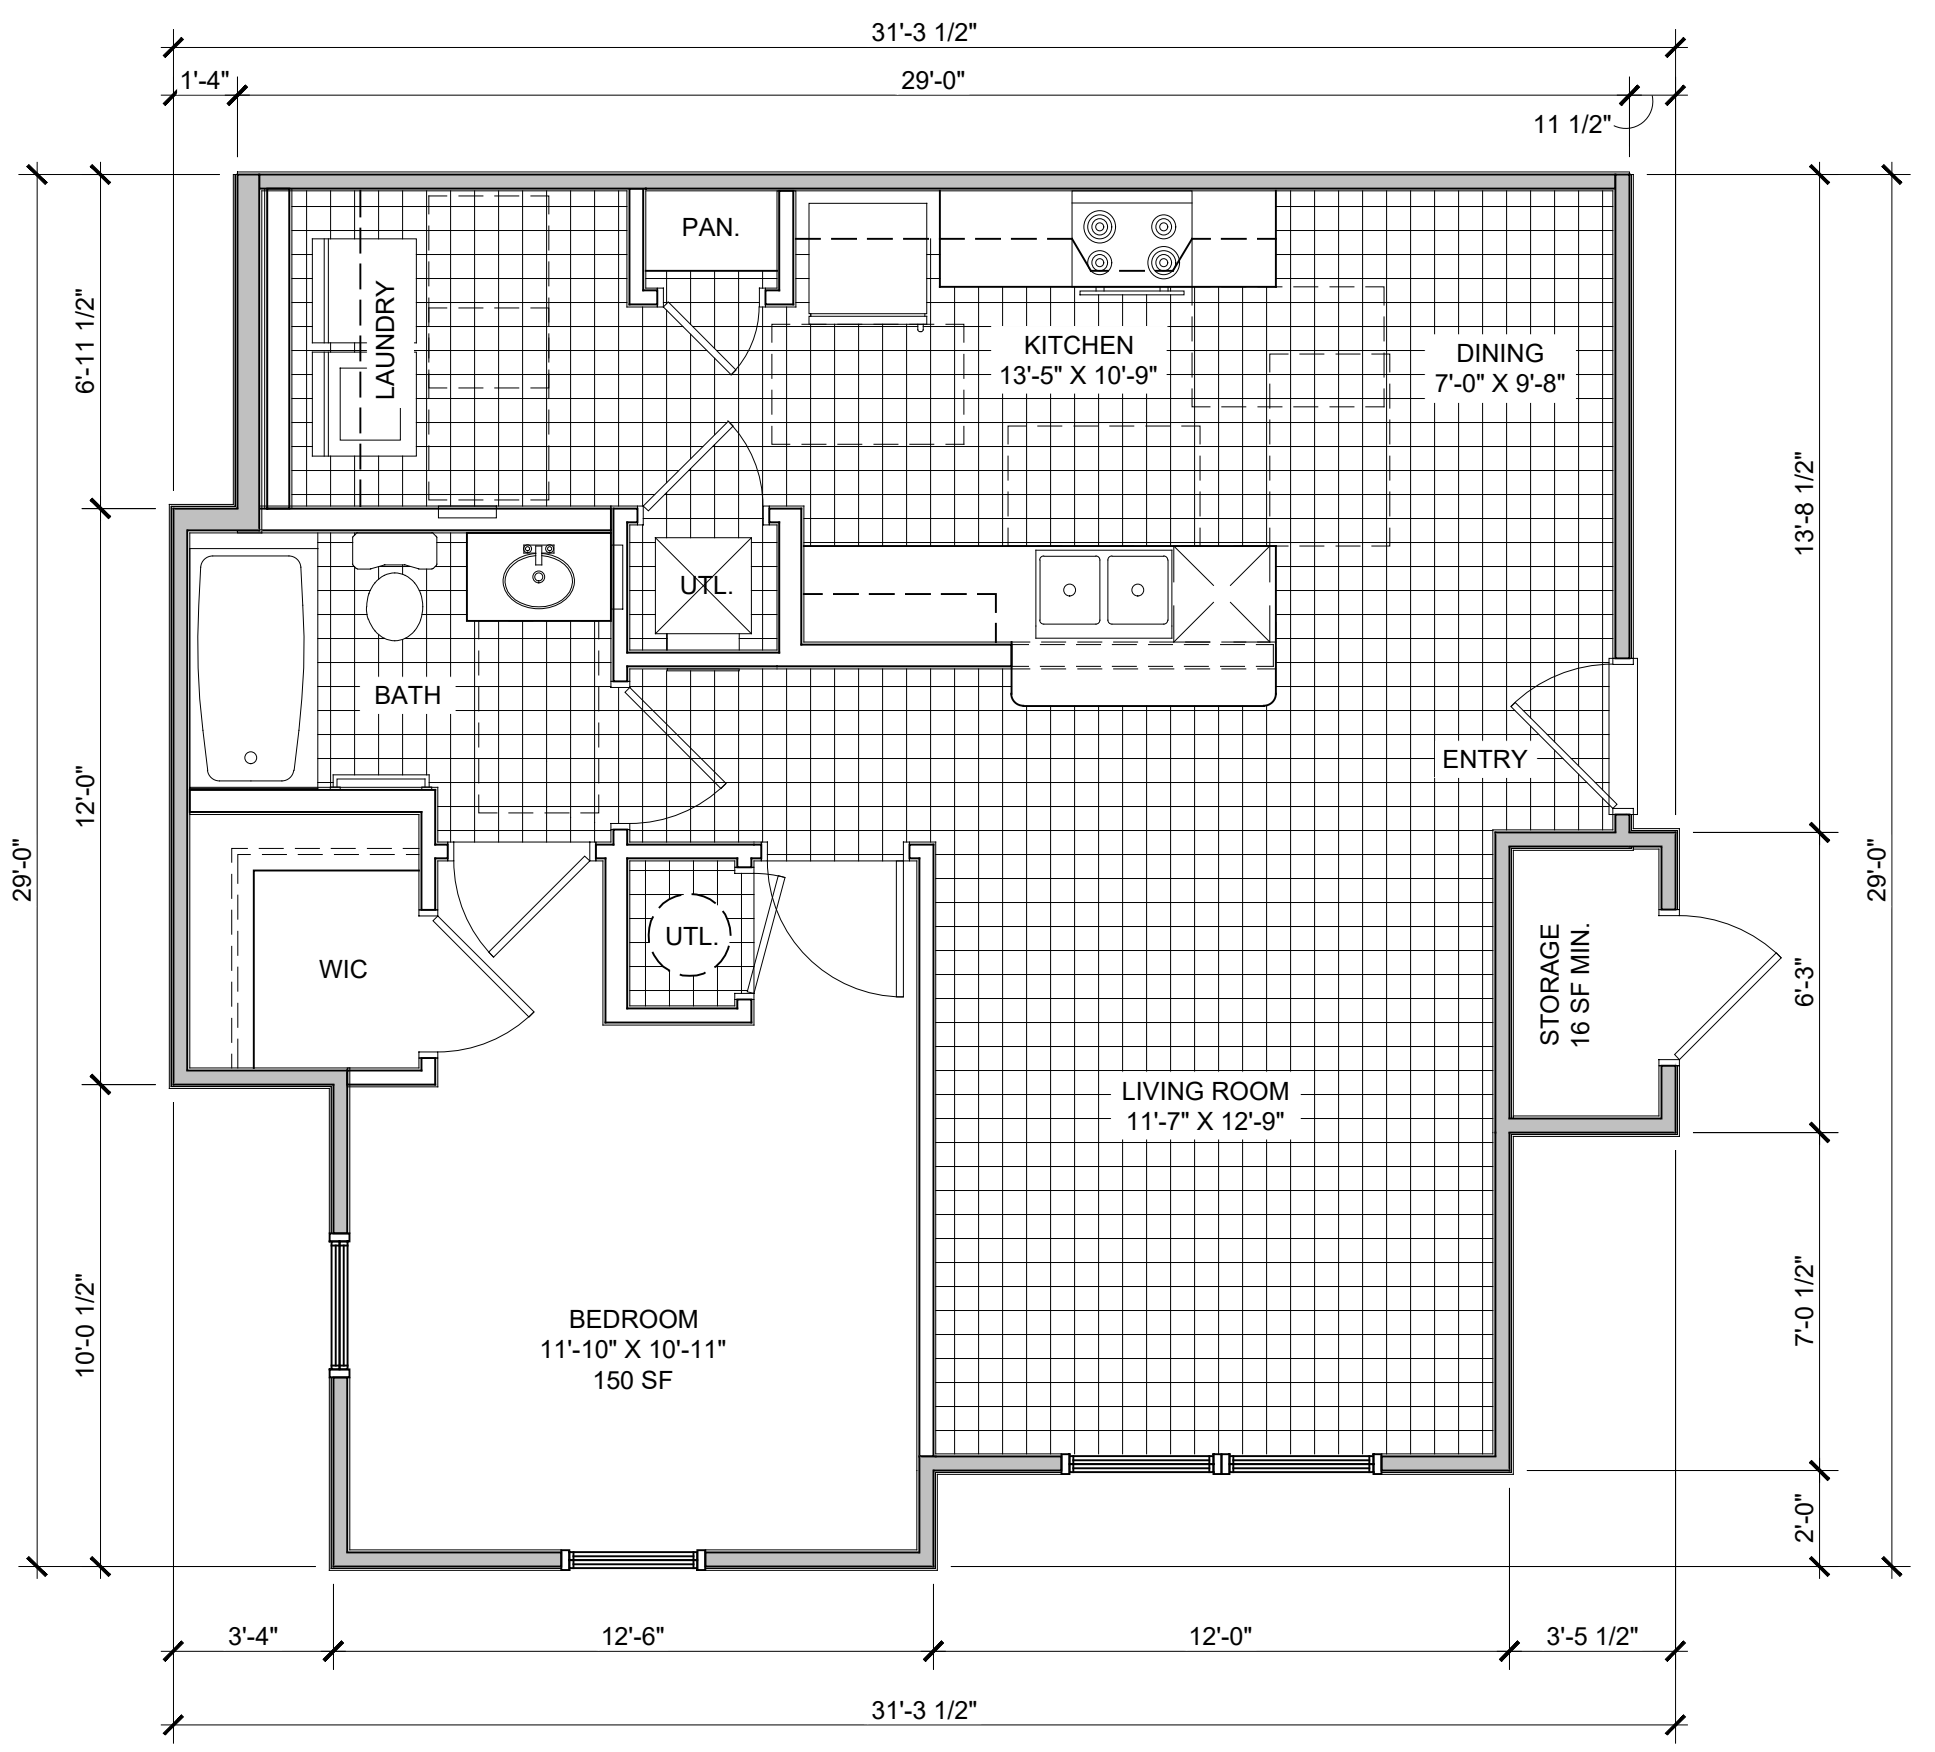 31'-3 1/2"
1'-4"
29'-0"
11 1/2"
PAN.
LAUNDRY
KITCHEN
13'-5" X 10'-9"
DINING
7'-0" X 9'-8"
6'-11 1/2"
13'-8 1/2"
UTL.
BATH
ENTRY
12'-0"
29'-0"
29'-0"
UTL.
WIC
STORAGE
16 SF MIN.
6'-3"
LIVING ROOM
11'-7" X 12'-9"
BEDROOM
11'-10" X 10'-11"
150 SF
10'-0 1/2"
7'-0 1/2"
2'-0"
3'-4"
12'-6"
12'-0"
3'-5 1/2"
31'-3 1/2"